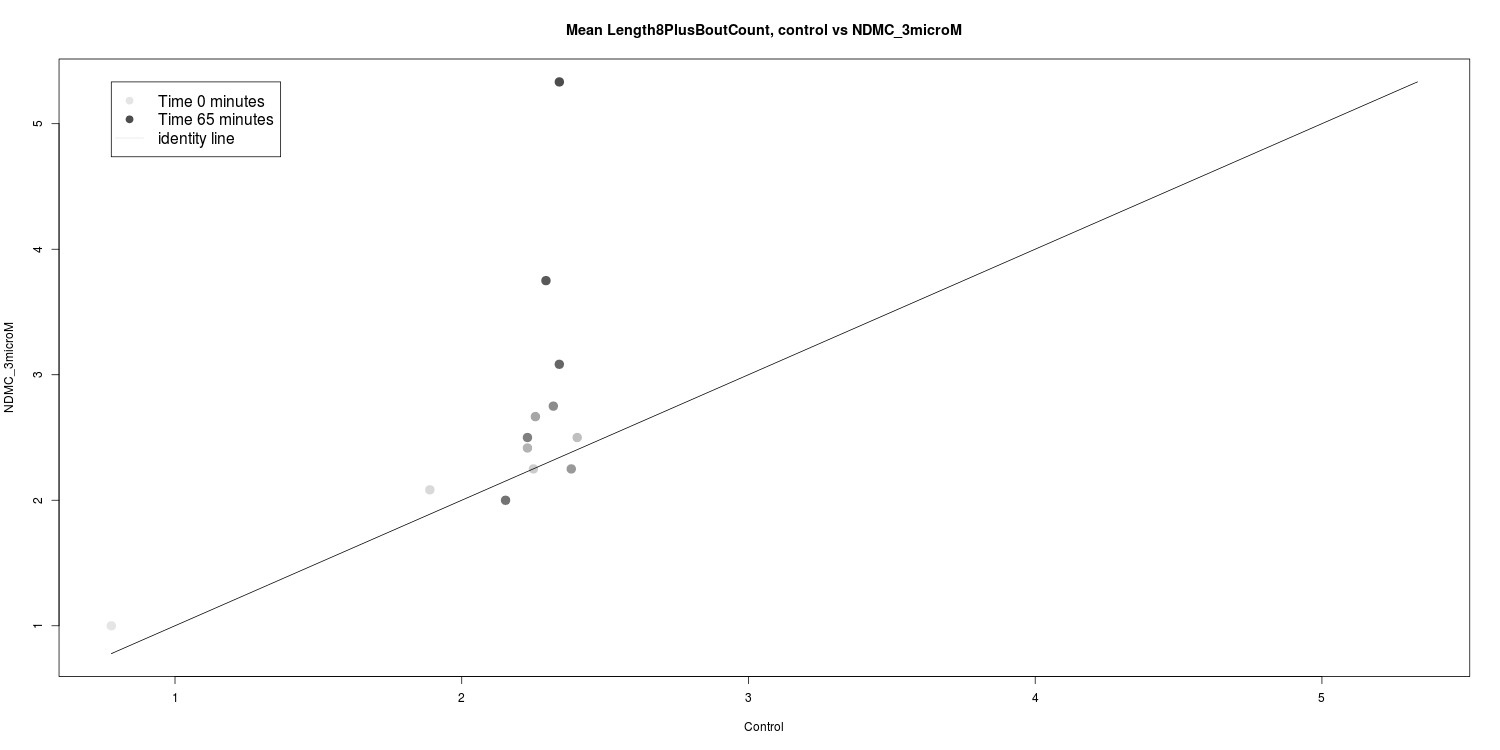 Mean Length8PlusBoutCount, control vs NDMC_3microM
Time 0 minutes
Time 65 minutes
identity line
5
4
3
2
1
NDMC_3microM
1 2 3 4 5
Control